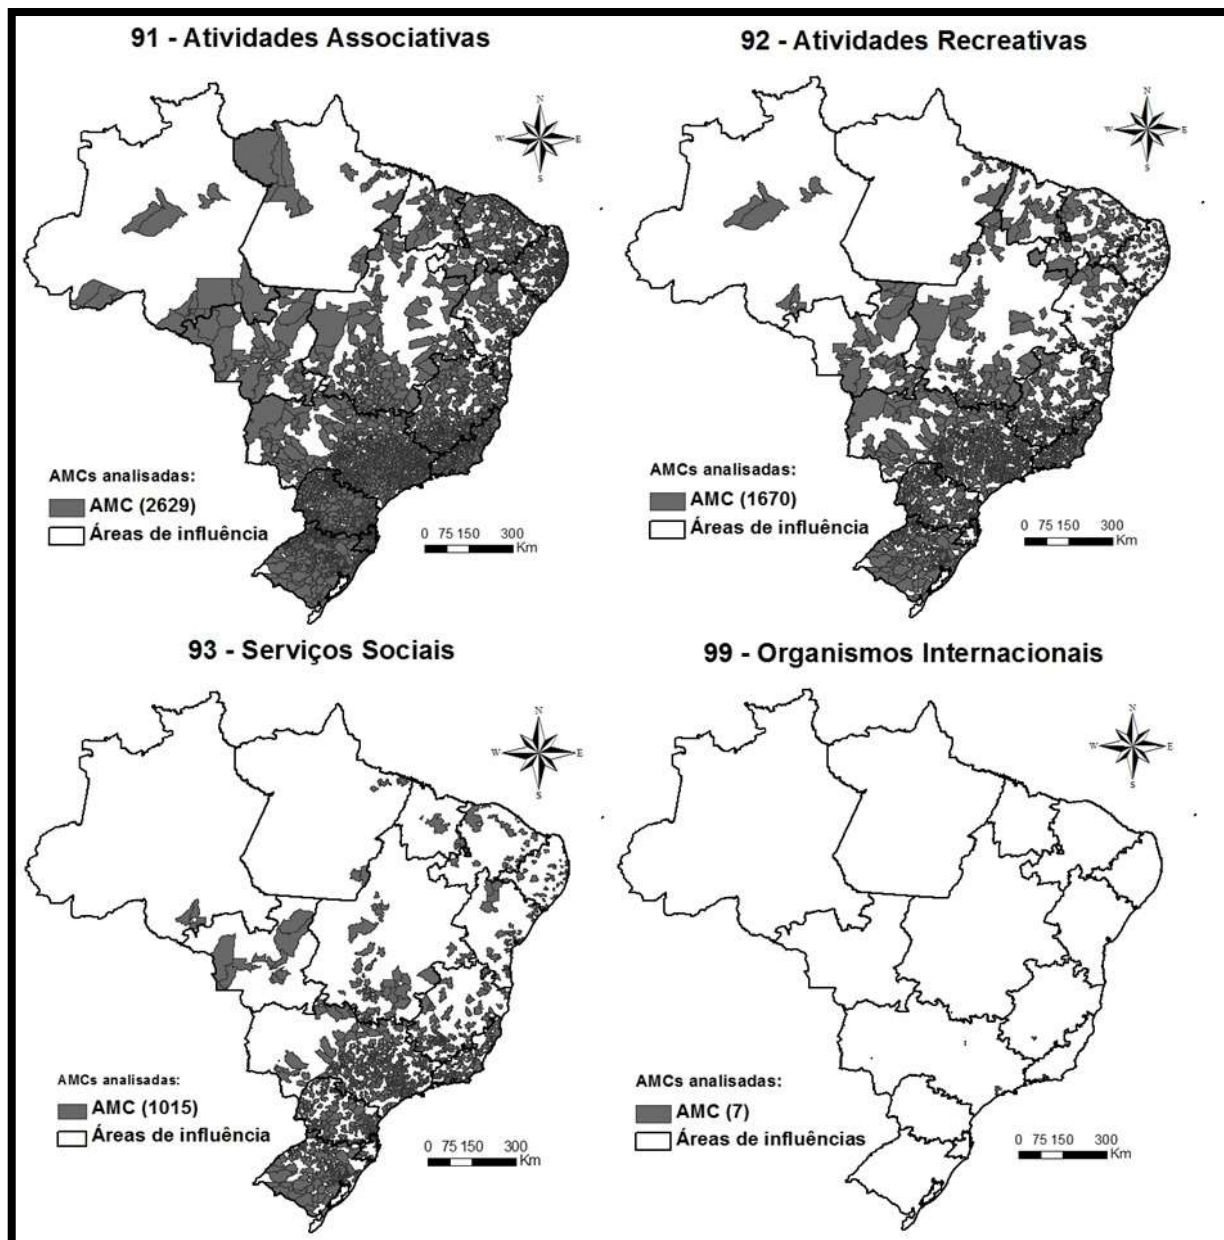 91 - Atividades Associativas
N
W E
S
AMCs analisadas:
AMC (2629)
Áreas de influência
0 75 150 300
Km
92 - Atividades Recreativas
N
W E
S
AMCs analisadas:
AMC (1670)
Áreas de influência
0 75 150 300
Km
93 - Serviços Sociais
N
W E
S
AMCs analisadas:
AMC (1015)
Áreas de influência
0 75 150 300
Km
99 - Organismos Internacionais
N
W E
S
AMCs analisadas:
AMC (7)
Áreas de influências
0 75 150 300
Km